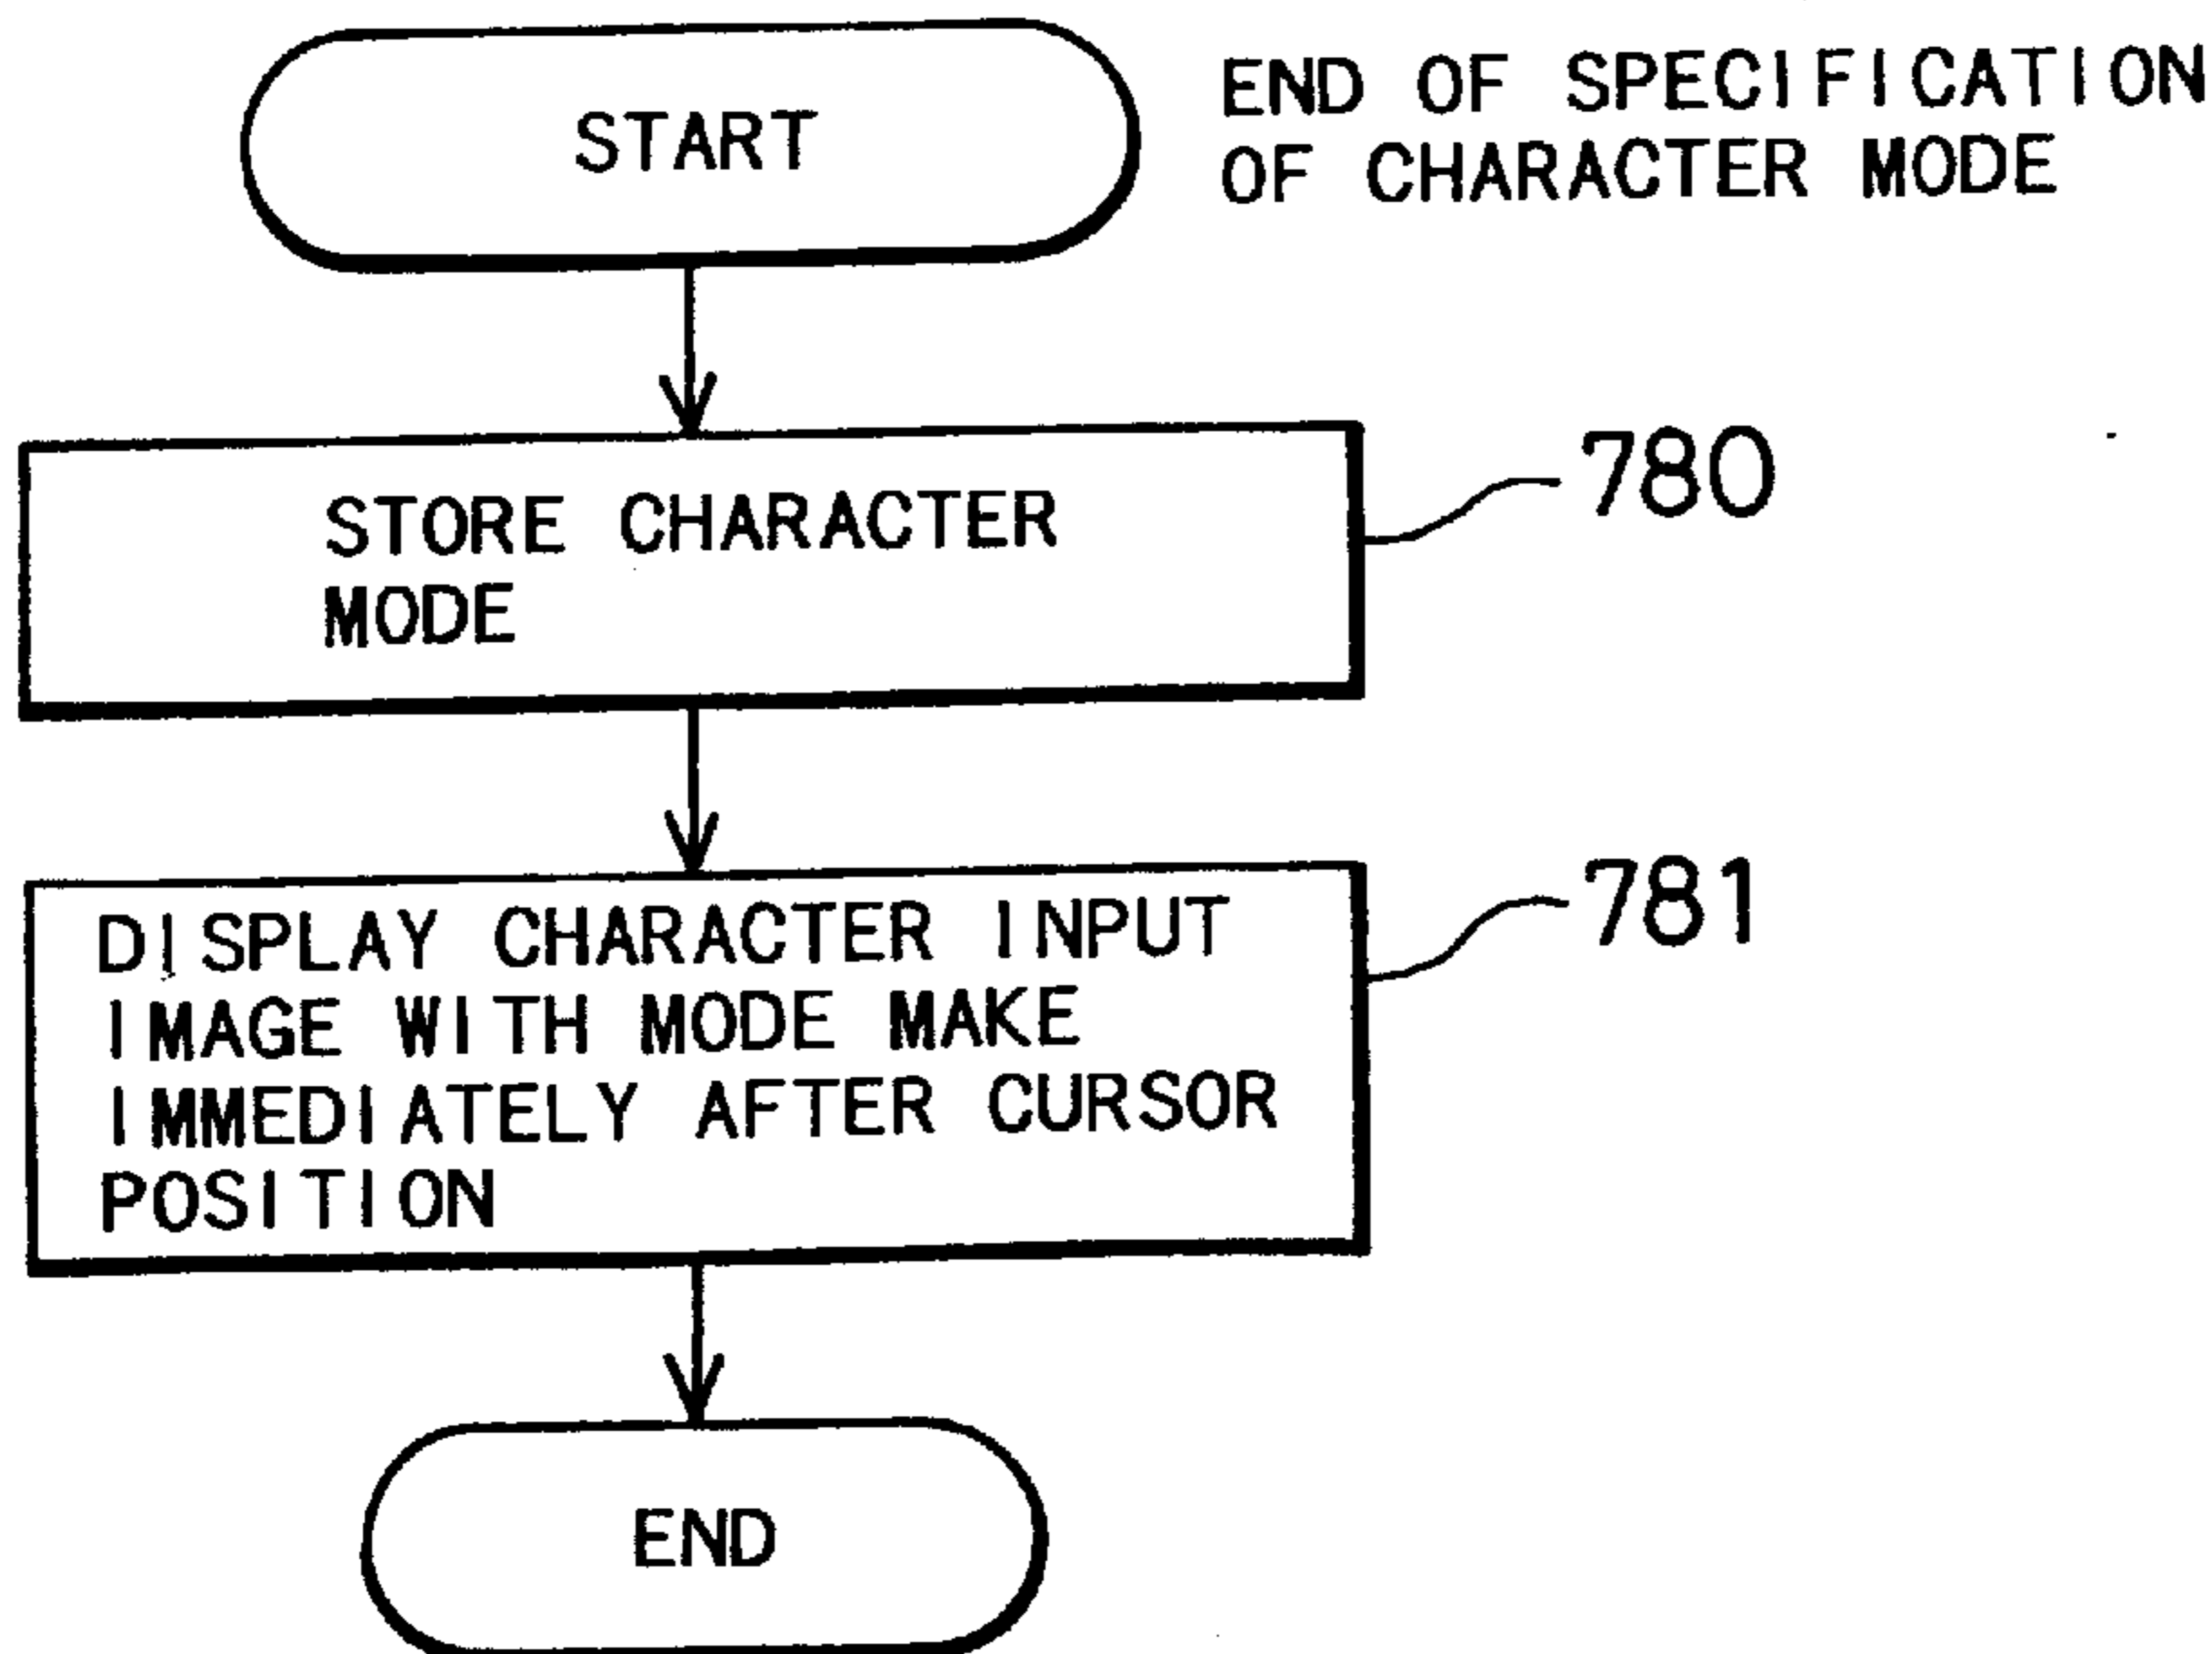 START
END OF SPECIFICATION
OF CHARACTER MODE
STORE CHARACTER
MODE
780
DISPLAY CHARACTER INPUT
IMAGE WITH MODE MAKE
IMMEDIATELY AFTER CURSOR
POSITION
781
END